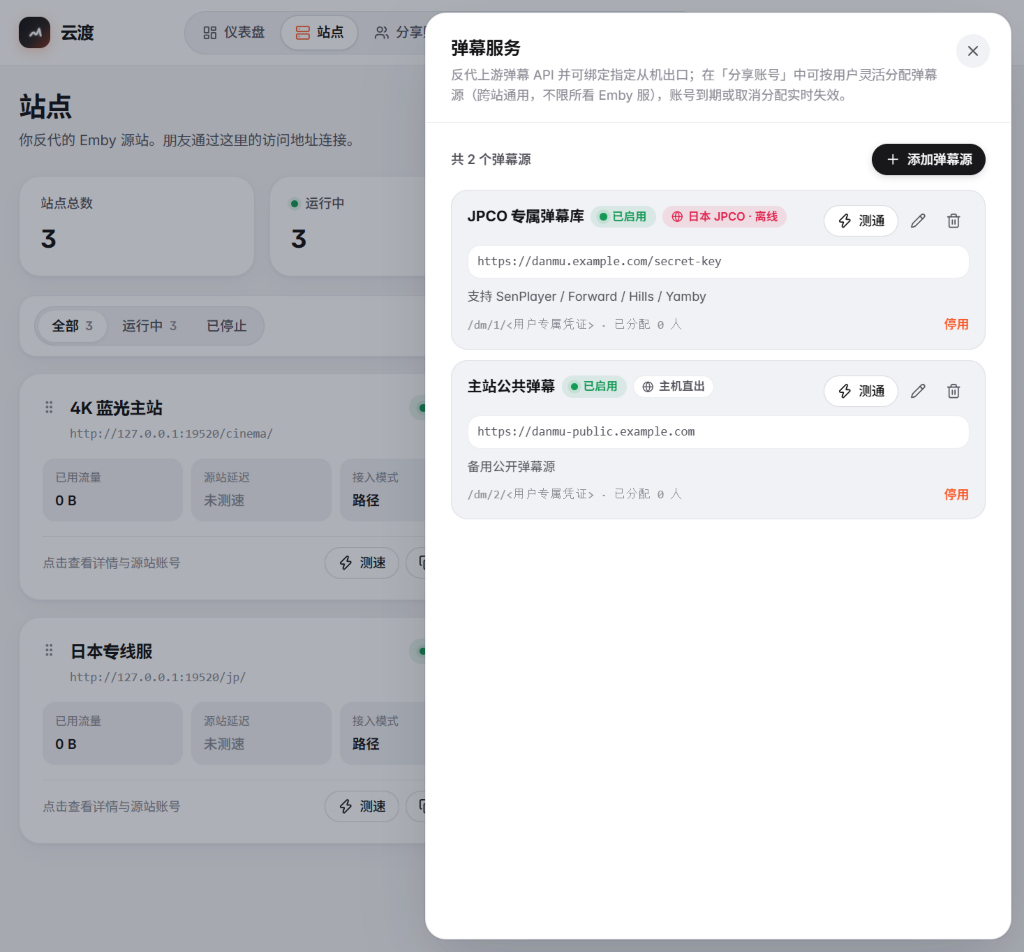 云渡
仪表盘
站点
分享
站点
你反代的 Emby 源站。朋友通过这里的访问地址连接。
站点总数
3
运行中
3
全部 3
运行中 3
已停止
4K 蓝光主站
http://127.0.0.1:19520/cinema/
已用流量
0 B
源站延迟
未测速
接入模式
路径
点击查看详情与源站账号
测速
日本专线服
http://127.0.0.1:19520/jp/
已用流量
0 B
源站延迟
未测速
接入模式
路径
点击查看详情与源站账号
测速
弹幕服务
反代上游弹幕 API 并可绑定指定从机出口；在「分享账号」中可按用户灵活分配弹幕
源（跨站通用，不限所看 Emby 服），账号到期或取消分配实时失效。
共 2 个弹幕源
添加弹幕源
JPCO 专属弹幕库
已启用
日本 JPCO · 离线
测通
https://danmu.example.com/secret-key
支持 SenPlayer / Forward / Hills / Yamby
/dm/1/<用户专属凭证> · 已分配 0 人
停用
主站公共弹幕
已启用
主机直出
测通
https://danmu-public.example.com
备用公开弹幕源
/dm/2/<用户专属凭证> · 已分配 0 人
停用